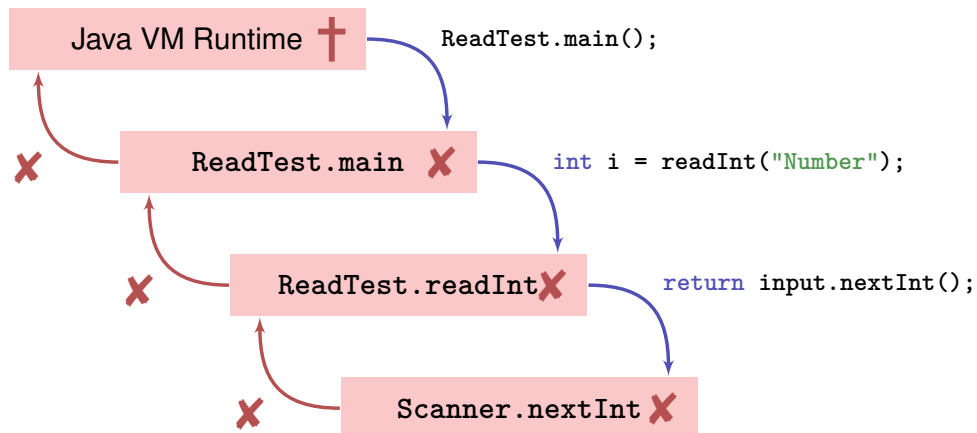 Java VM Runtime †
ReadTest.main();
ReadTest.main ✘
int i = readInt("Number");
✘
ReadTest.readInt ✘
return input.nextInt();
✘
Scanner.nextInt ✘
✘